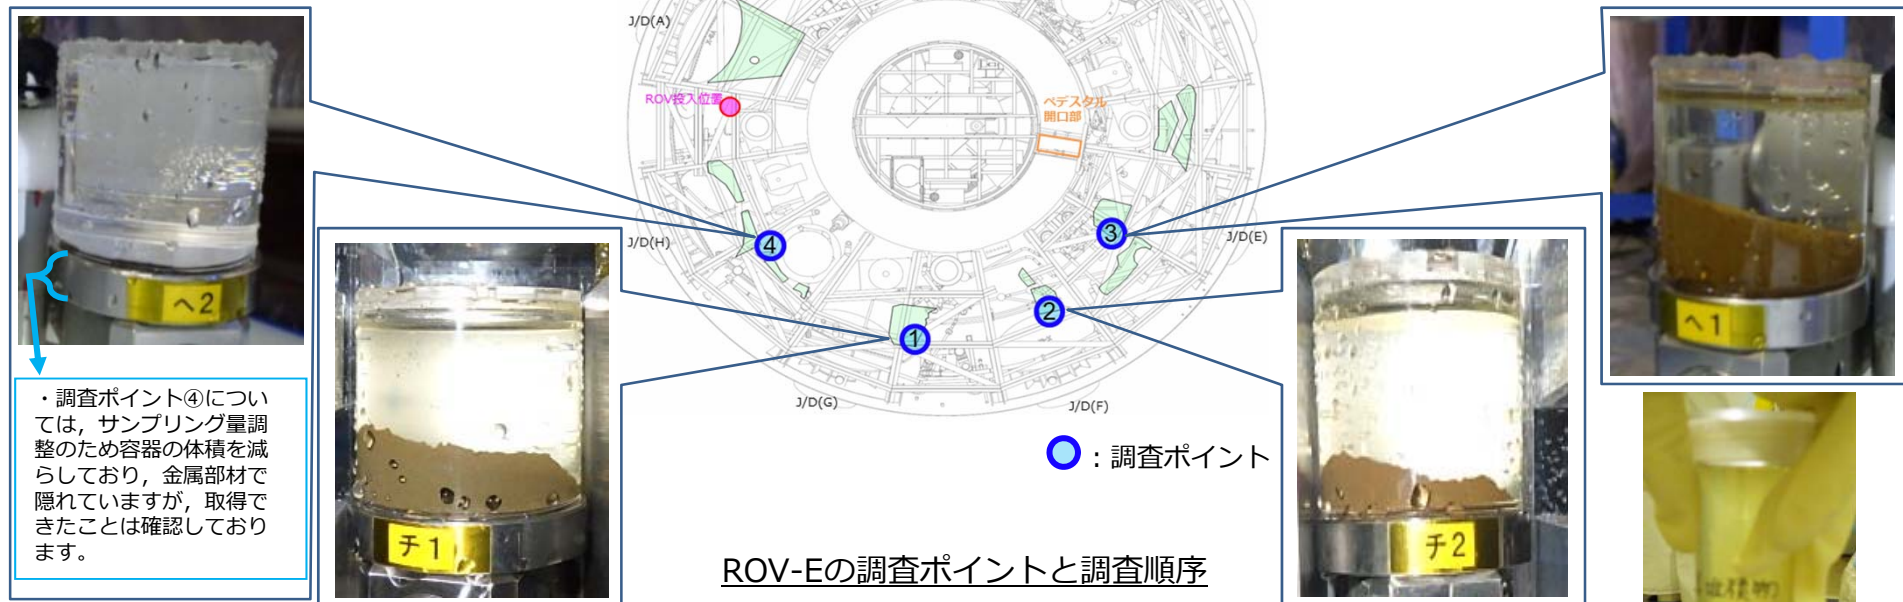 J/D(A)
ROV投入位置
ペデスタル
開口部
J/D(H)
J/D(E)
J/D(G)
J/D(F)
4
3
2
1
ヘ2
チ1
チ2
ヘ1
・調査ポイント④につい
ては，サンプリング量調
整のため容器の体積を減
らしており，金属部材で
隠れていますが，取得で
きたことは確認しており
ます。
：調査ポイント
ROV-Eの調査ポイントと調査順序
堆積物